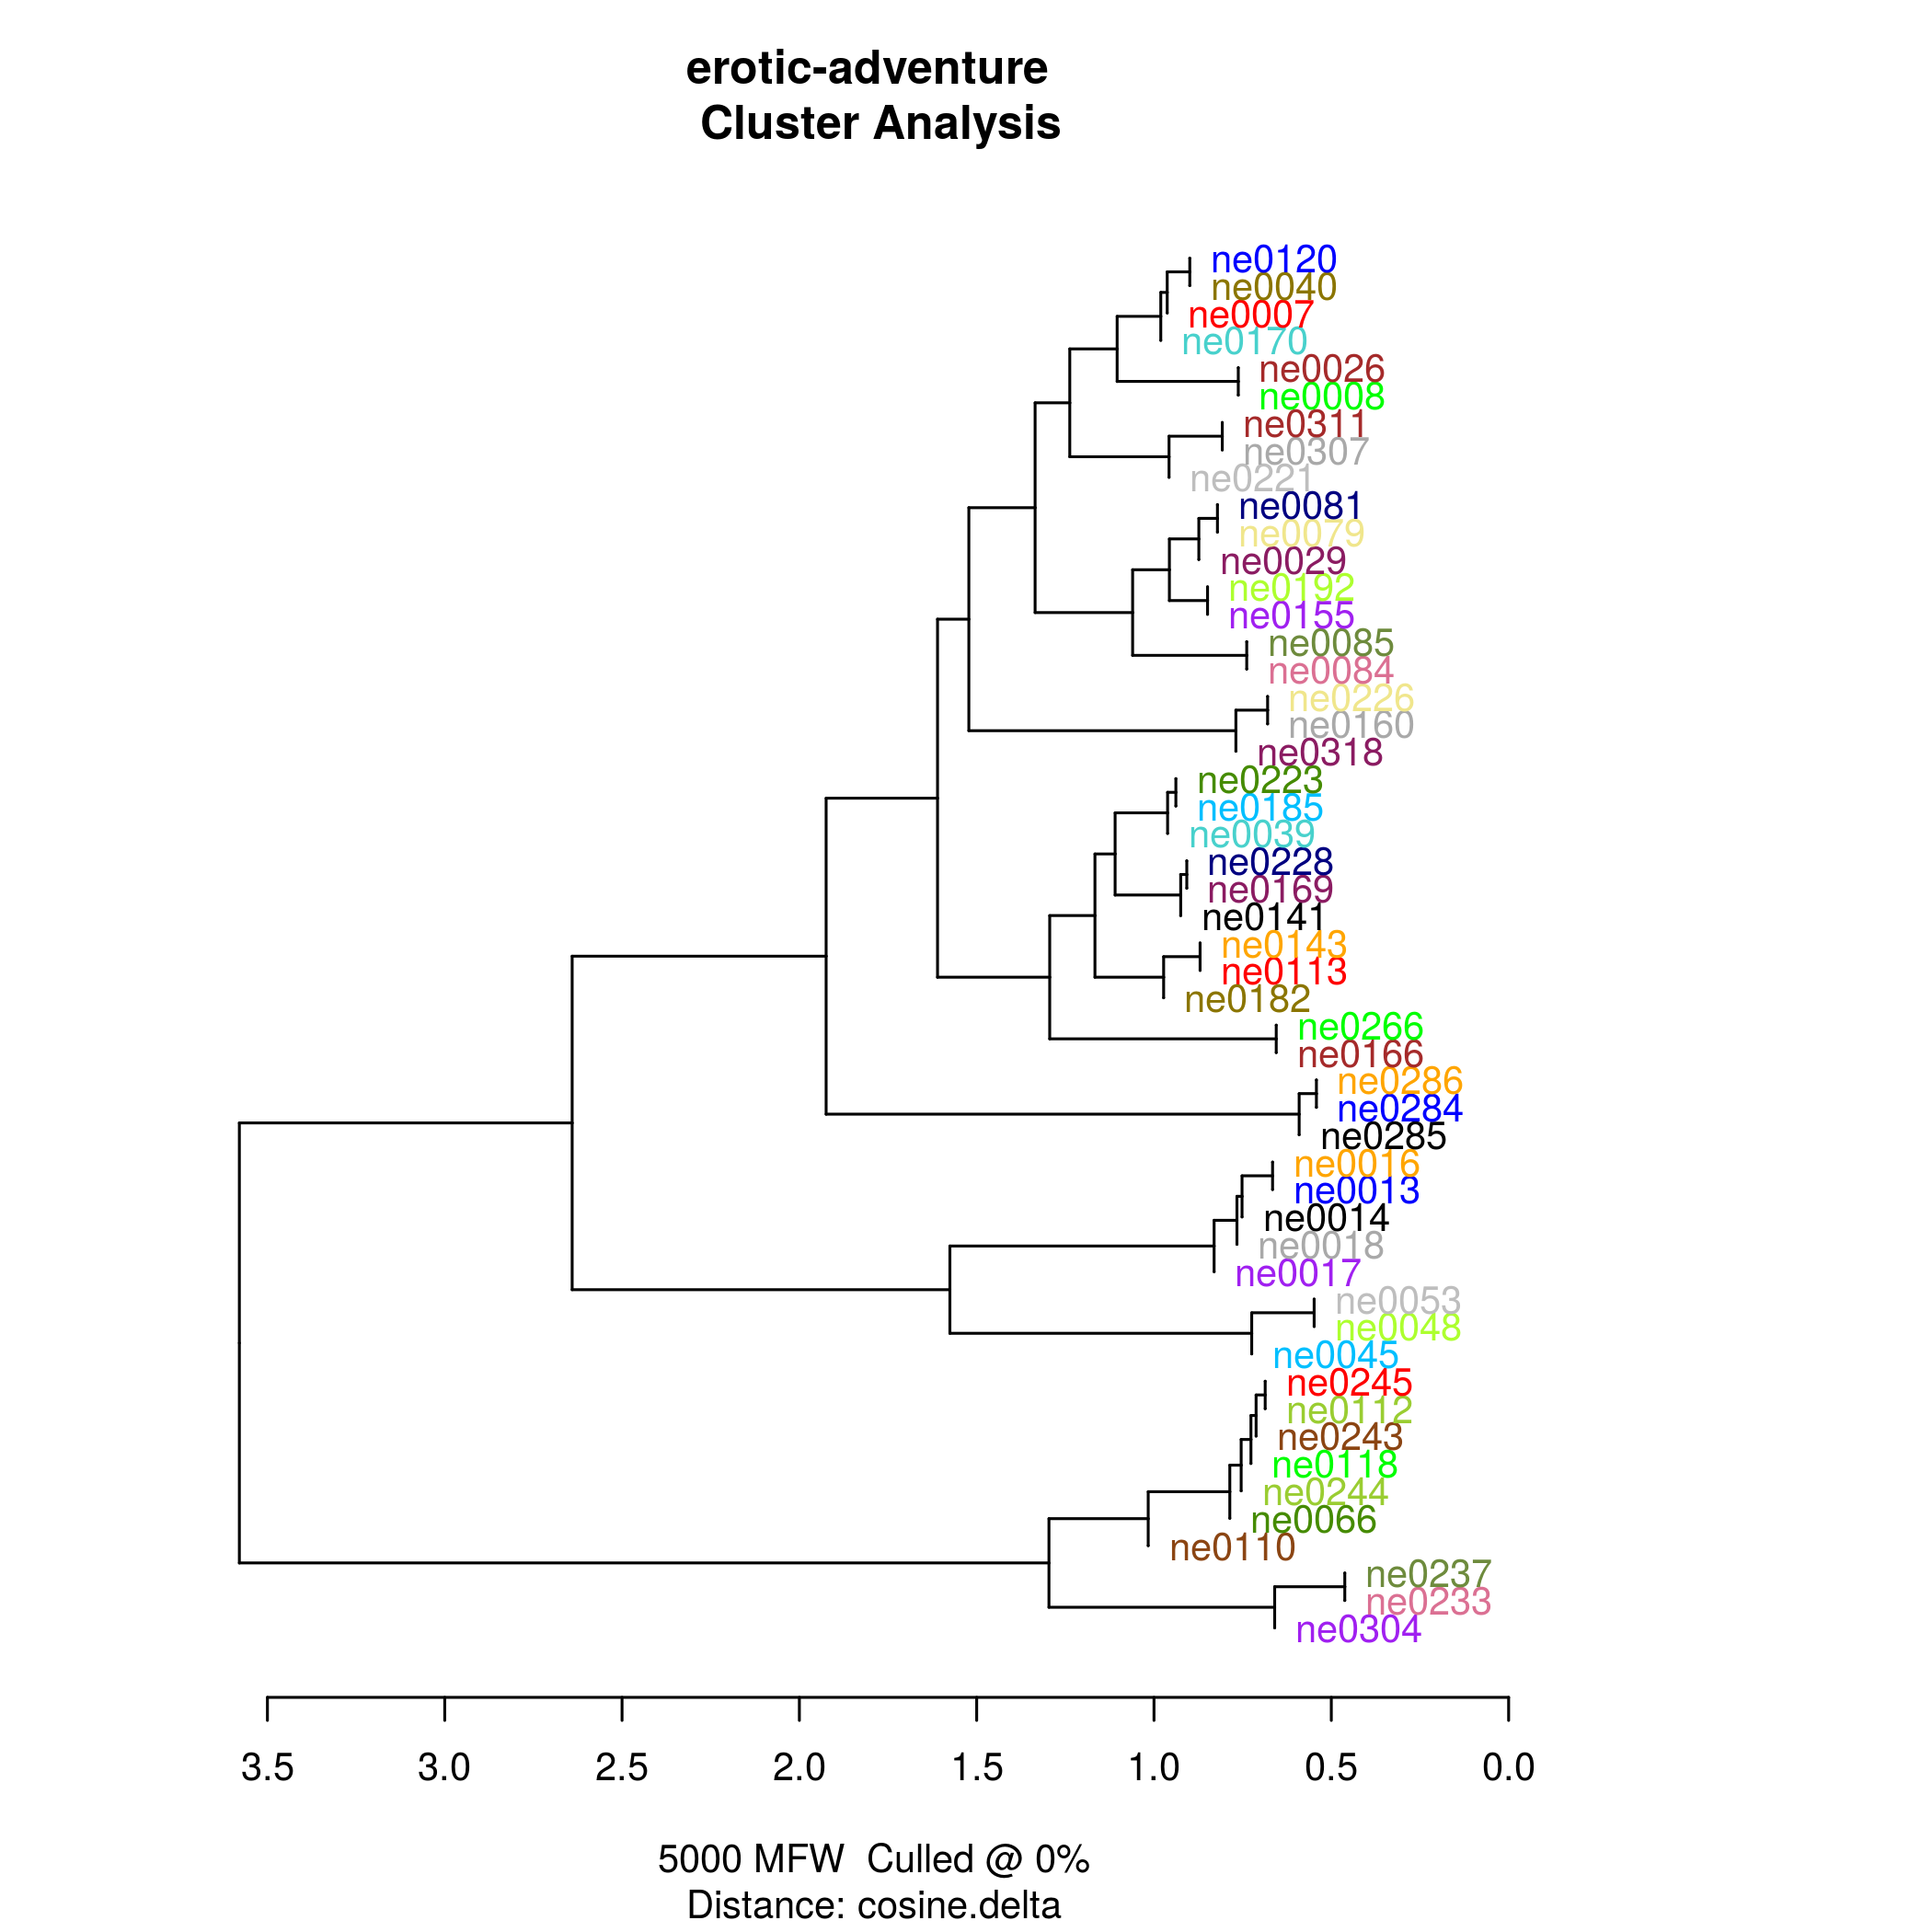 erotic-adventure
Cluster Analysis
ne0120
ne0040
ne0007
ne0170
ne0026
ne0008
ne0311
ne0307
ne0221
ne0081
ne0079
ne0029
ne0192
ne0155
ne0085
ne0084
ne0226
ne0160
ne0318
ne0223
ne0185
ne0039
ne0228
ne0169
ne0141
ne0143
ne0113
ne0182
ne0266
ne0166
ne0286
ne0284
ne0285
ne0016
ne0013
ne0014
ne0018
ne0017
ne0053
ne0048
ne0045
ne0245
ne0112
ne0243
ne0118
ne0244
ne0066
ne0110
ne0237
ne0233
ne0304
3.5 3.0 2.5 2.0 1.5 1.0 0.5 0.0
5000 MFW Culled @ 0%
Distance: cosine.delta